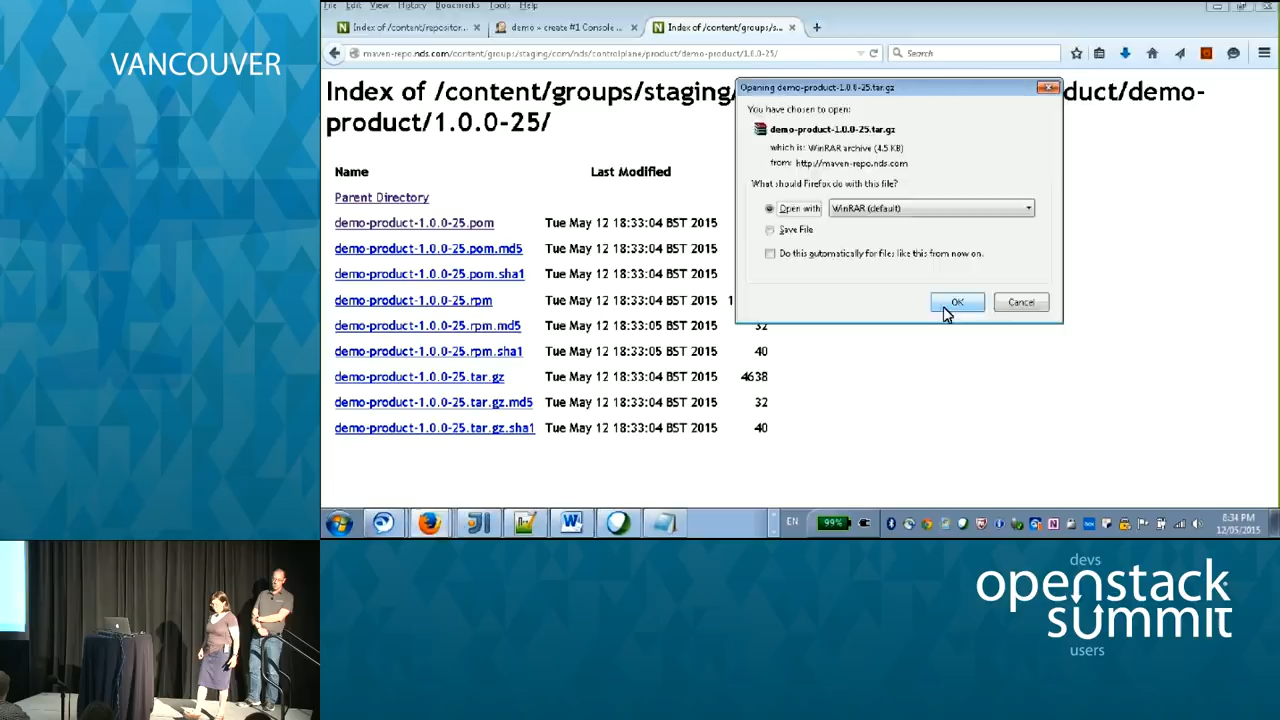 VANCOUVER
File Edit View History Bookmarks Tools Help
Index of /content/repositor...
demo » create #1 Console ...
Index of /content/groups/s...
maven-repo.nds.com/content/groups/staging/com/nds/controlplane/product/demo-product/1.0.0-25/
Search
Index of /content/groups/staging/
duct/demo-
product/1.0.0-25/
Name Last Modified
Parent Directory
demo-product-1.0.0-25.pom Tue May 12 18:33:04 BST 2015
demo-product-1.0.0-25.pom.md5 Tue May 12 18:33:04 BST 2015
demo-product-1.0.0-25.pom.sha1 Tue May 12 18:33:04 BST 2015
demo-product-1.0.0-25.rpm Tue May 12 18:33:04 BST 2015 1
demo-product-1.0.0-25.rpm.md5 Tue May 12 18:33:05 BST 2015 32
demo-product-1.0.0-25.rpm.sha1 Tue May 12 18:33:05 BST 2015 40
demo-product-1.0.0-25.tar.gz Tue May 12 18:33:04 BST 2015 4638
demo-product-1.0.0-25.tar.gz.md5 Tue May 12 18:33:04 BST 2015 32
demo-product-1.0.0-25.tar.gz.sha1 Tue May 12 18:33:04 BST 2015 40
Opening demo-product-1.0.0-25.tar.gz
You have chosen to open:
demo-product-1.0.0-25.tar.gz
which is: WinRAR archive (4.5 KB)
from: http://maven-repo.nds.com
What should Firefox do with this file?
Open with WinRAR (default)
Save File
Do this automatically for files like this from now on.
OK Cancel
EN
99%
8:34 PM
12/05/2015
devs
openstack
summit
users